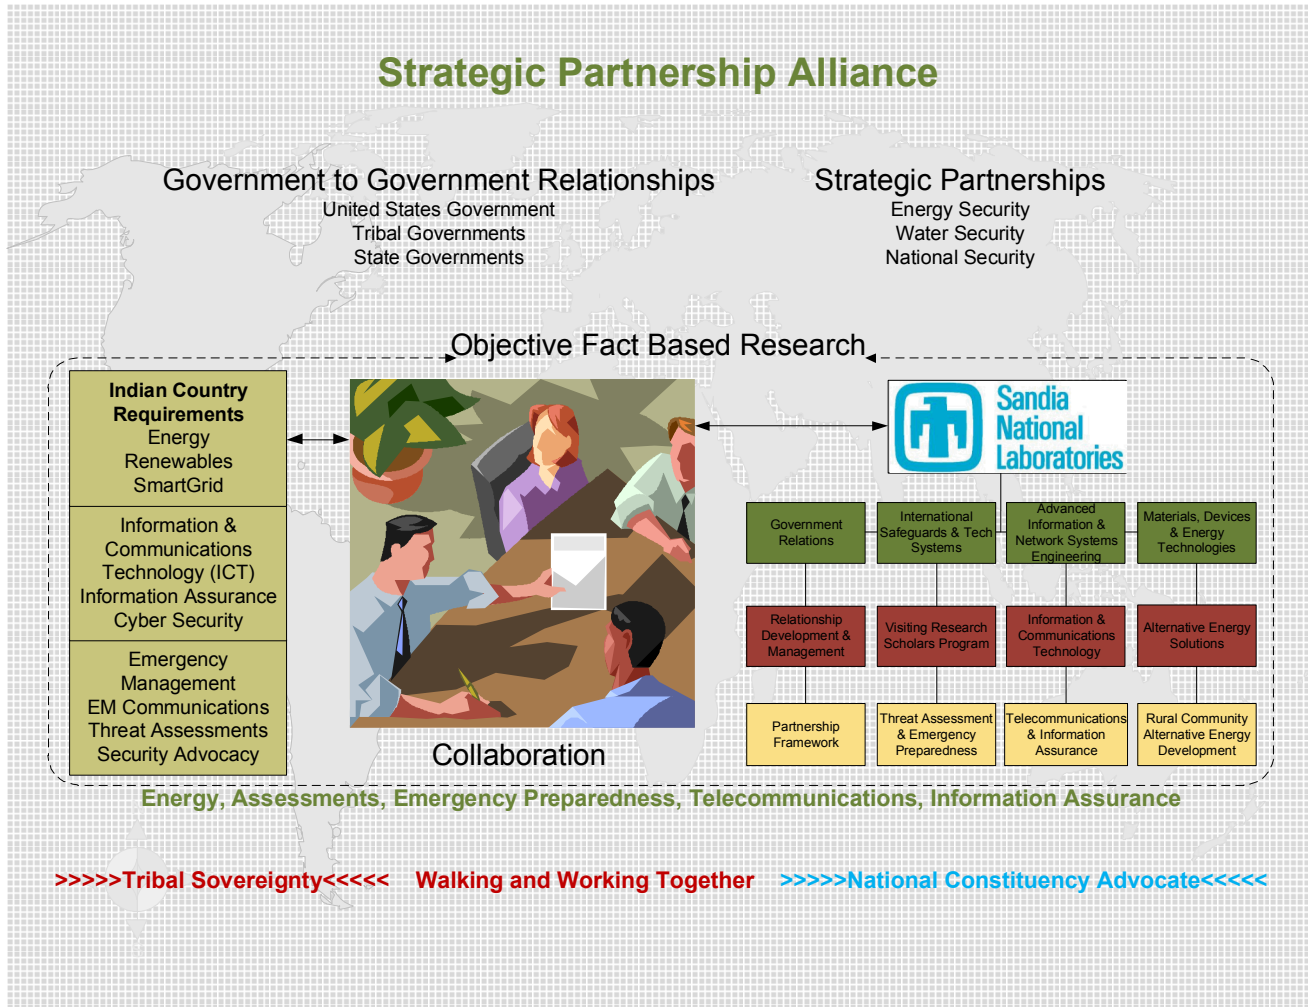 Strategic Partnership Alliance
Government to Government Relationships
United States Government
Tribal Governments
State Governments
Strategic Partnerships
Energy Security
Water Security
National Security
Objective Fact Based Research
Indian Country
Requirements
Energy
Renewables
SmartGrid
Information &
Communications
Technology (ICT)
Information Assurance
Cyber Security
Emergency
Management
EM Communications
Threat Assessments
Security Advocacy
Collaboration
Sandia
National
Laboratories
Government
Relations
International
Safeguards & Tech
Systems
Advanced
Information &
Network Systems
Engineering
Materials, Devices
& Energy
Technologies
Relationship
Development &
Management
Visiting Research
Scholars Program
Information &
Communications
Technology
Alternative Energy
Solutions
Partnership
Framework
Threat Assessment
& Emergency
Preparedness
Telecommunications
& Information
Assurance
Rural Community
Alternative Energy
Development
Energy, Assessments, Emergency Preparedness, Telecommunications, Information Assurance
>>>>>Tribal Sovereignty<<<<< Walking and Working Together >>>>>National Constituency Advocate<<<<<